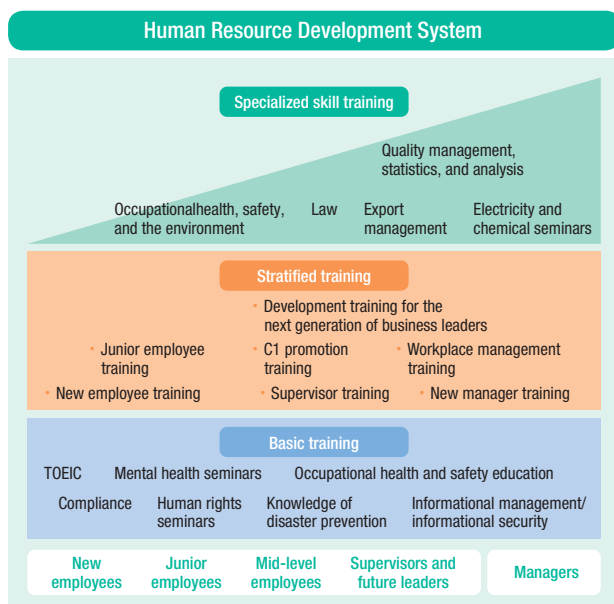 Human Resource Development System
Specialized skill training
Quality management,
statistics, and analysis
Occupationalhealth, safety,
and the environment
Law
Export
management
Electricity and
chemical seminars
Stratified training
• Development training for the
next generation of business leaders
• Junior employee
training
• C1 promotion
training
• Workplace management
training
• New employee training
• Supervisor training
• New manager training
Basic training
TOEIC
Mental health seminars
Occupational health and safety education
Compliance
Human rights
seminars
Knowledge of
disaster prevention
Informational management/
informational security
New
employees
Junior
employees
Mid-level
employees
Supervisors and
future leaders
Managers